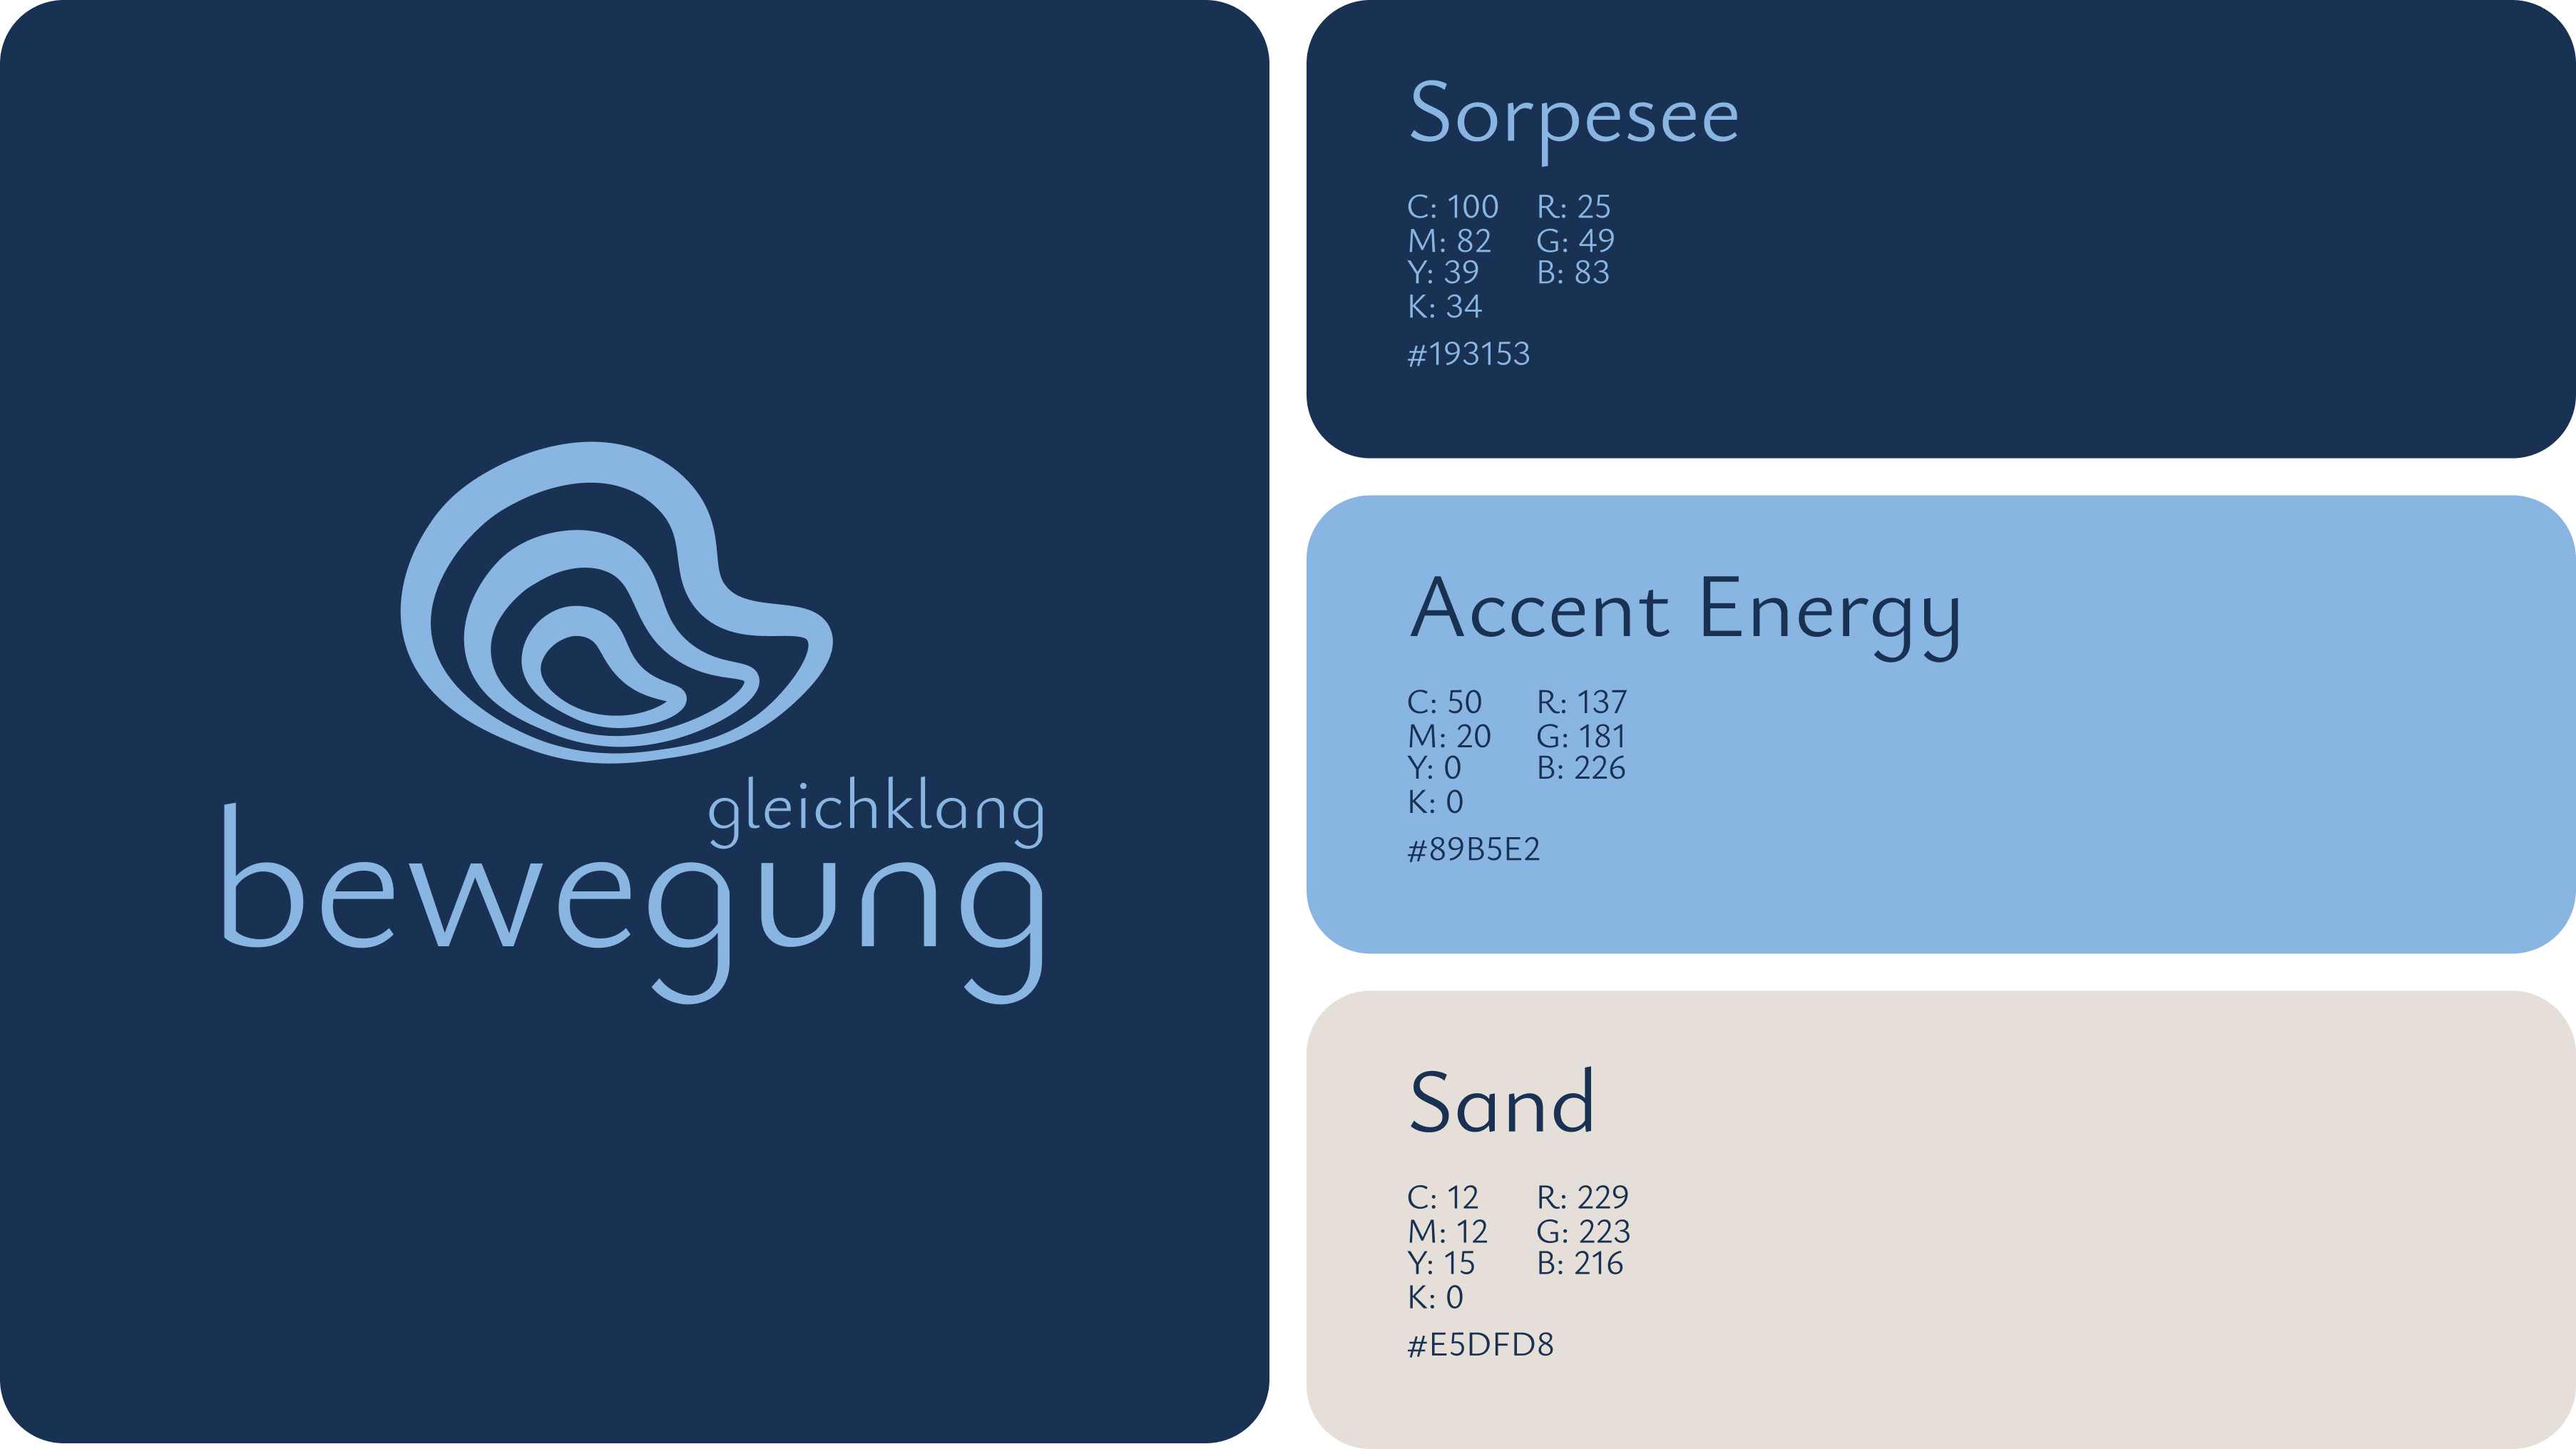 gleichklang
bewegung
Sorpesee
C: 100 R: 25
M: 82 G: 49
Y: 39 B: 83
K: 34
#193153
Accent Energy
C: 50 R: 137
M: 20 G: 181
Y: 0 B: 226
K: 0
#89B5E2
Sand
C: 12 R: 229
M: 12 G: 223
Y: 15 B: 216
K: 0
#E5DFD8